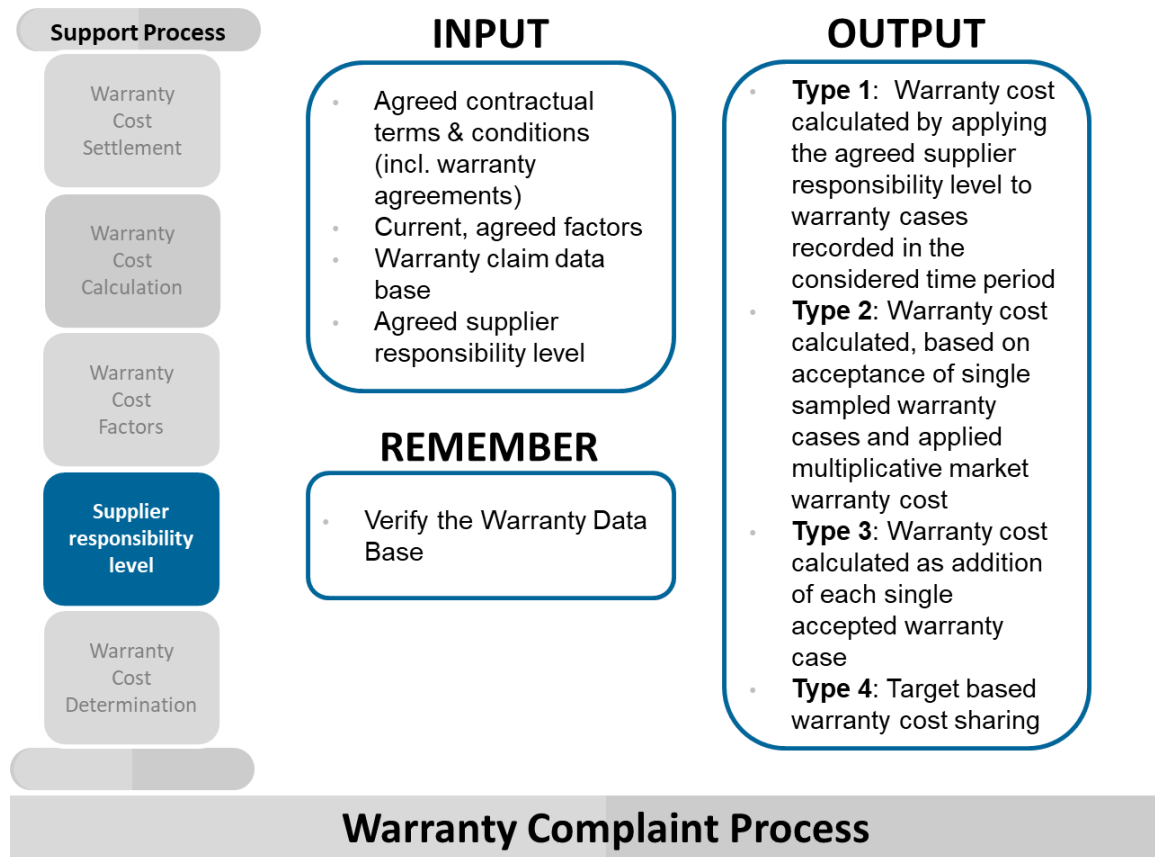 Support Process
Warranty
Cost
Settlement
Warranty
Cost
Calculation
Warranty
Cost
Factors
Supplier
responsibility
level
Warranty
Cost
Determination
INPUT
• Agreed contractual
terms & conditions
(incl. warranty
agreements)
• Current, agreed factors
• Warranty claim data
base
• Agreed supplier
responsibility level
REMEMBER
• Verify the Warranty Data
Base
OUTPUT
• Type 1: Warranty cost
calculated by applying
the agreed supplier
responsibility level to
warranty cases
recorded in the
considered time period
• Type 2: Warranty cost
calculated, based on
acceptance of single
sampled warranty
cases and applied
multiplicative market
warranty cost
• Type 3: Warranty cost
calculated as addition
of each single
accepted warranty
case
• Type 4: Target based
warranty cost sharing
Warranty Complaint Process